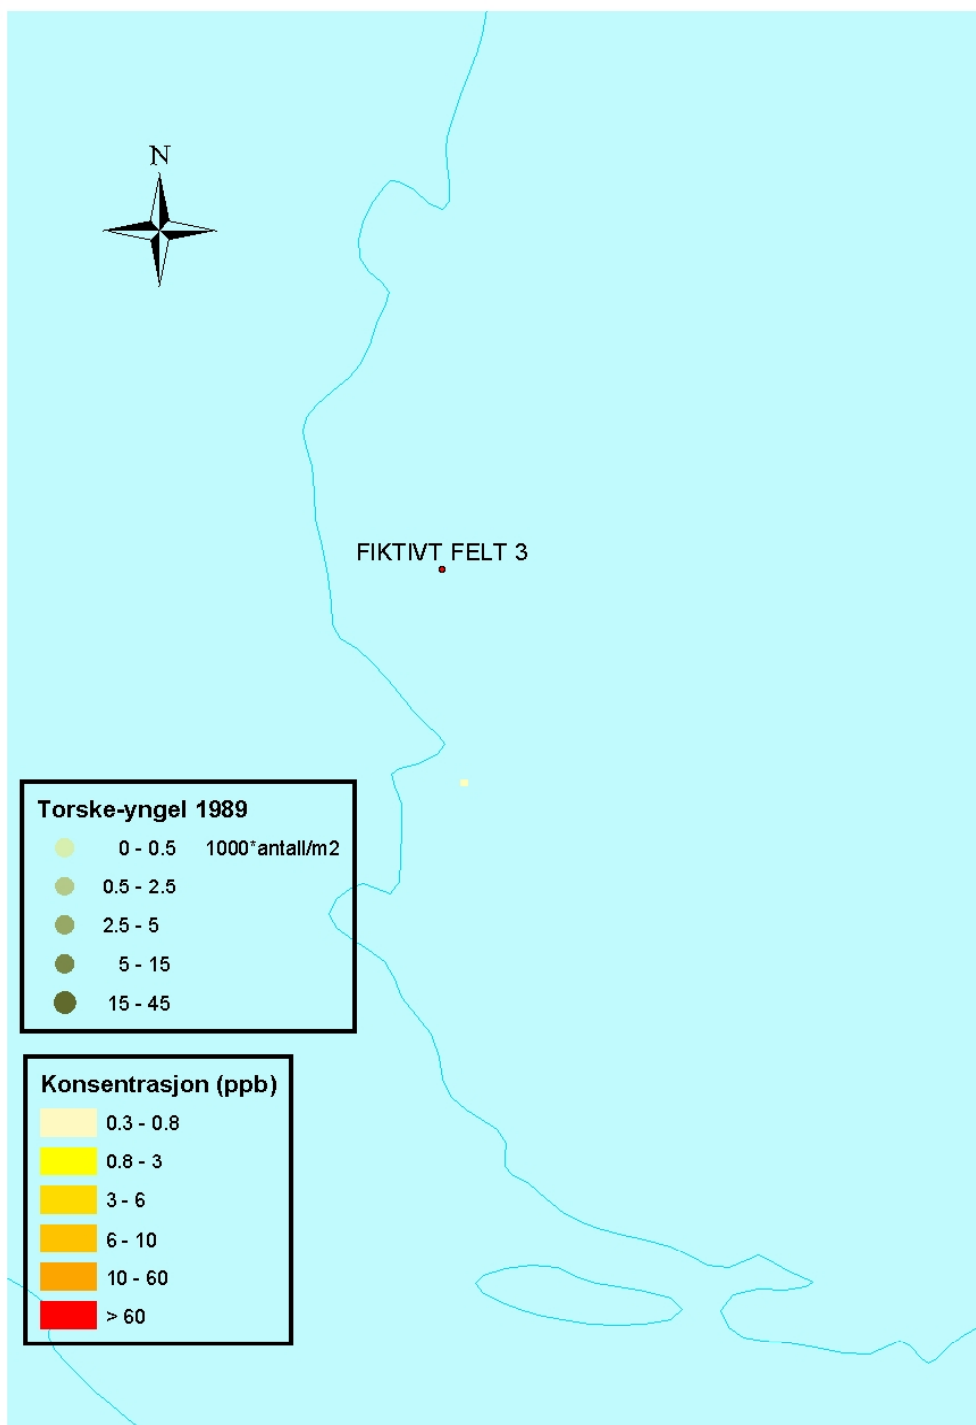 N
FIKTIVT FELT 3
Torske-yngel 1989
0 - 0.5 1000*antall/m2
0.5 - 2.5
2.5 - 5
5 - 15
15 - 45
Konsentrasjon (ppb)
0.3 - 0.8
0.8 - 3
3 - 6
6 - 10
10 - 60
> 60